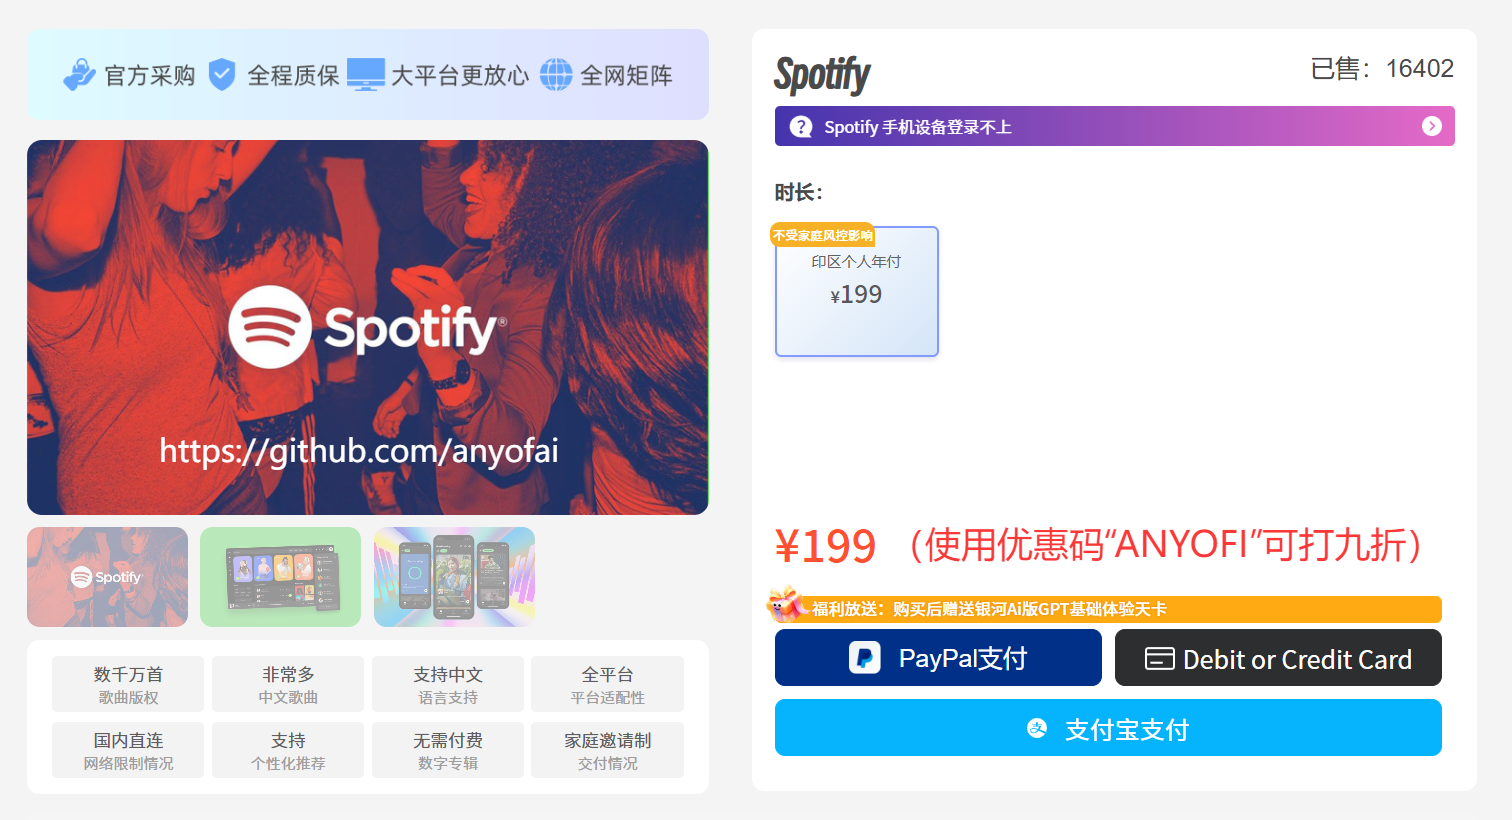 官方采购 全程质保 大平台更放心 全网矩阵
Spotify®
https://github.com/anyofai
Spotify
数千万首
歌曲版权
非常多
中文歌曲
支持中文
语言支持
全平台
平台适配性
国内直连
网络限制情况
支持
个性化推荐
无需付费
数字专辑
家庭邀请制
交付情况
Spotify
已售：16402
Spotify 手机设备登录不上
时长：
不受家庭风控影响
印区个人年付
¥199
¥199（使用优惠码“ANYOFI”可打九折）
福利放送：购买后赠送银河Ai版GPT基础体验天卡
PayPal支付
Debit or Credit Card
支付宝支付